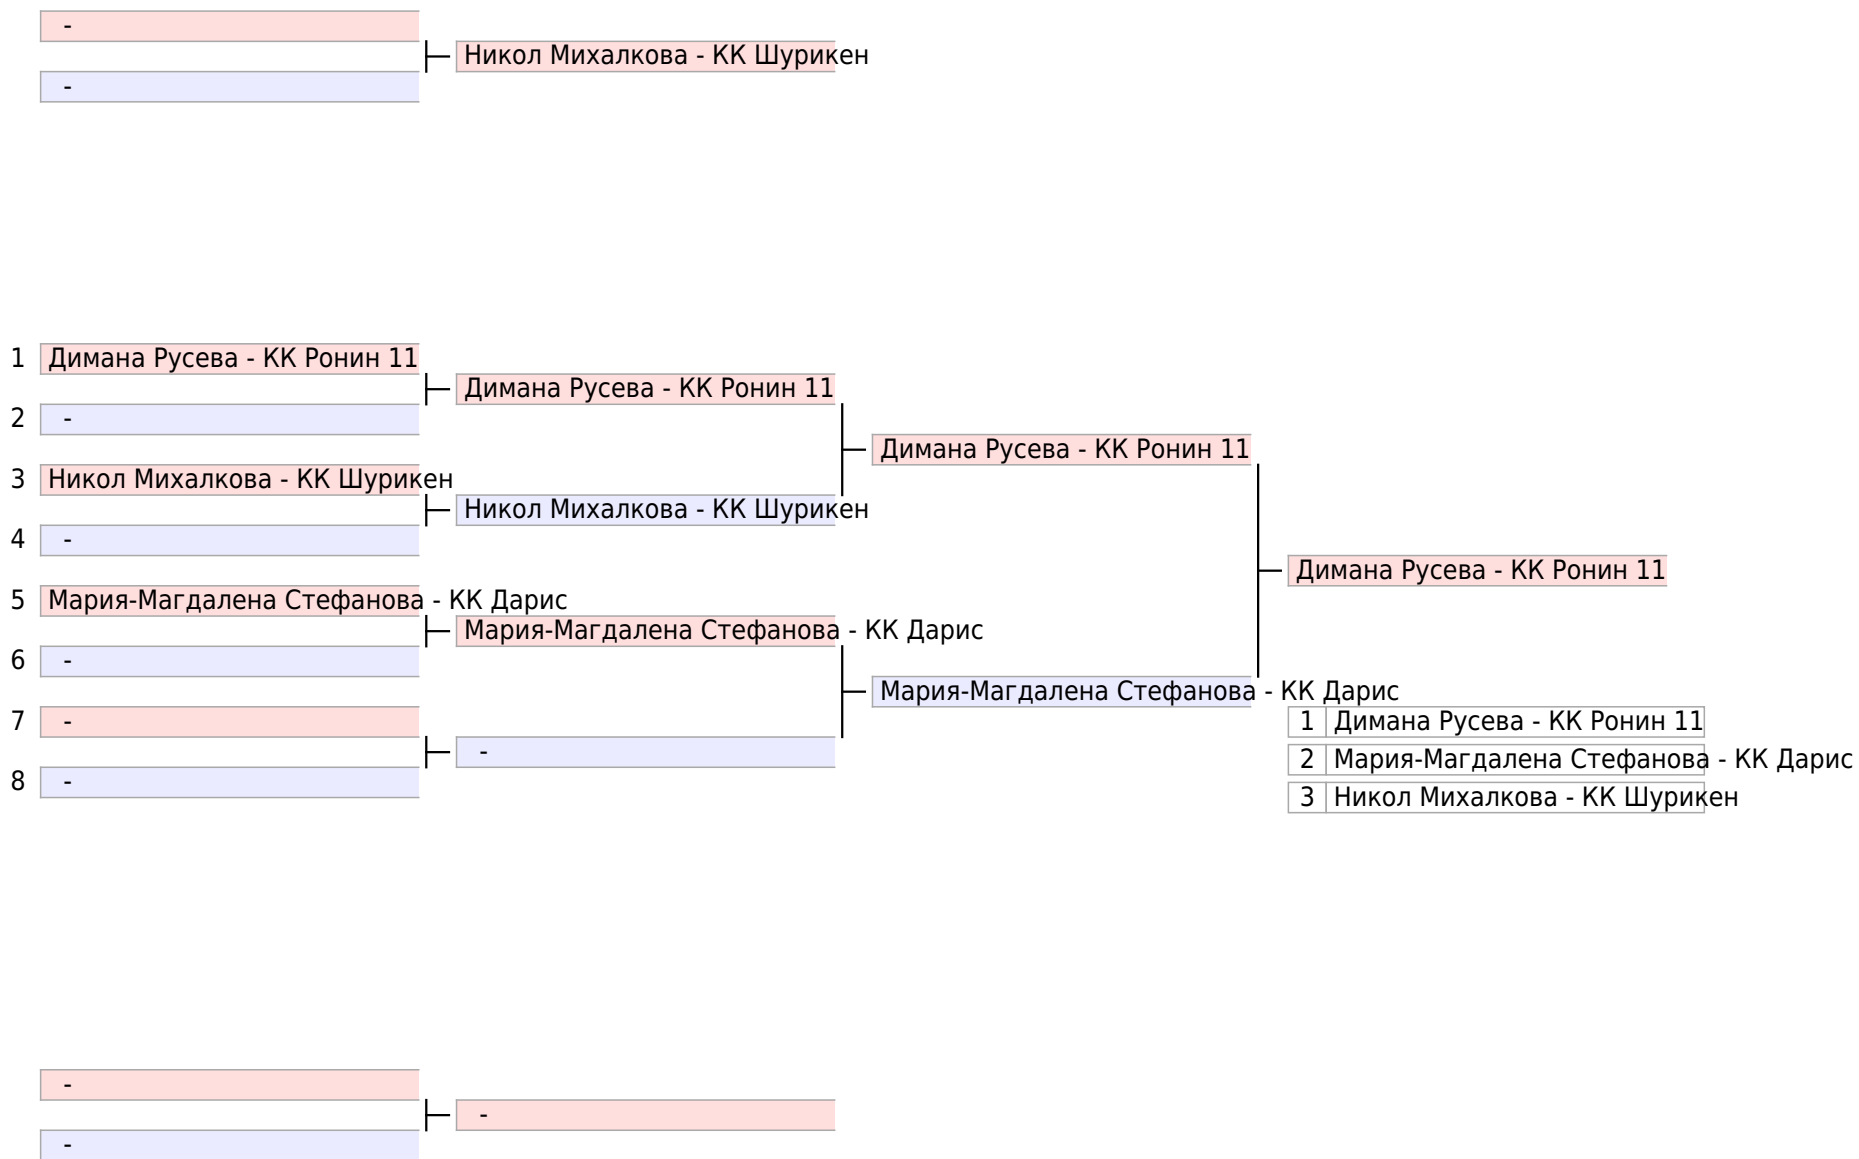 -
Никол Михалкова - КК Шурикен
-
1 Димана Русева - КК Ронин 11
Димана Русева - КК Ронин 11
2 -
Димана Русева - КК Ронин 11
3 Никол Михалкова - КК Шурикен
Никол Михалкова - КК Шурикен
4 -
Димана Русева - КК Ронин 11
5 Мария-Магдалена Стефанова - КК Дарис
Мария-Магдалена Стефанова - КК Дарис
6 -
Мария-Магдалена Стефанова - КК Дарис
7 -
1 Димана Русева - КК Ронин 11
-
2 Мария-Магдалена Стефанова - КК Дарис
8 -
3 Никол Михалкова - КК Шурикен
-
-
-